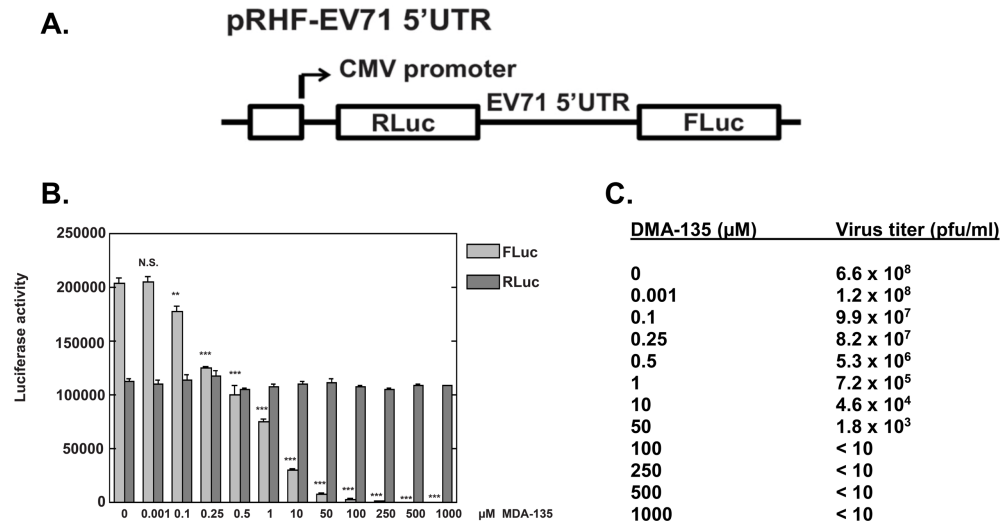 A.
pRHF-EV71 5'UTR
CMV promoter
EV71 5'UTR
RLuc
FLuc
B.
250000
200000
150000
100000
50000
0
Luciferase activity
N.S.
**
***
***
***
***
***
***
***
***
***
FLuc
RLuc
0 0.001 0.1 0.25 0.5 1 10 50 100 250 500 1000 µM MDA-135
C.
DMA-135 (µM) Virus titer (pfu/ml)
0 6.6 x 10⁸
0.001 1.2 x 10⁸
0.1 9.9 x 10⁷
0.25 8.2 x 10⁷
0.5 5.3 x 10⁶
1 7.2 x 10⁵
10 4.6 x 10⁴
50 1.8 x 10³
100 < 10
250 < 10
500 < 10
1000 < 10